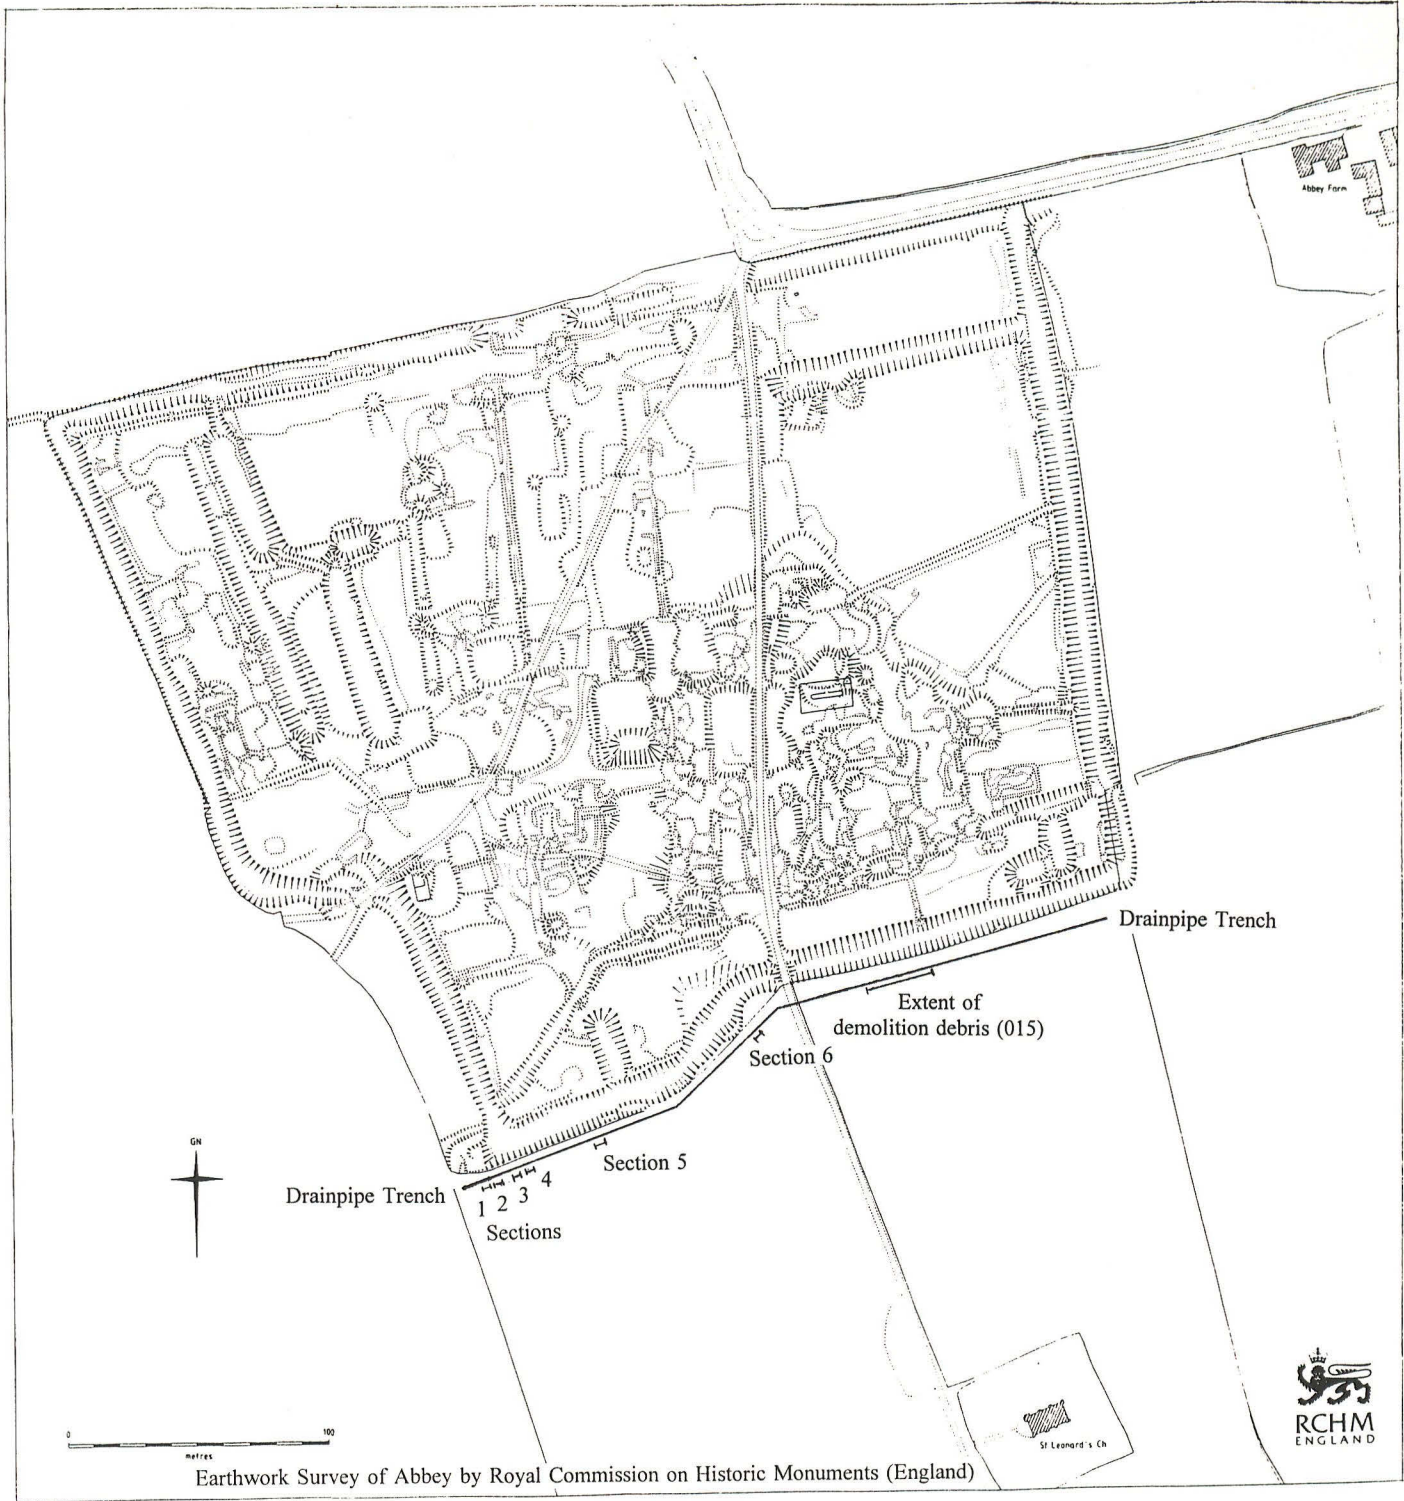 Abbey Farm
Drainpipe Trench
Extent of
demolition debris (015)
Section 6
Section 5
GN
Drainpipe Trench
1 2 3 4
Sections
0 100
metres
St Leonard's Ch
RCHM
ENGLAND
Earthwork Survey of Abbey by Royal Commission on Historic Monuments (England)